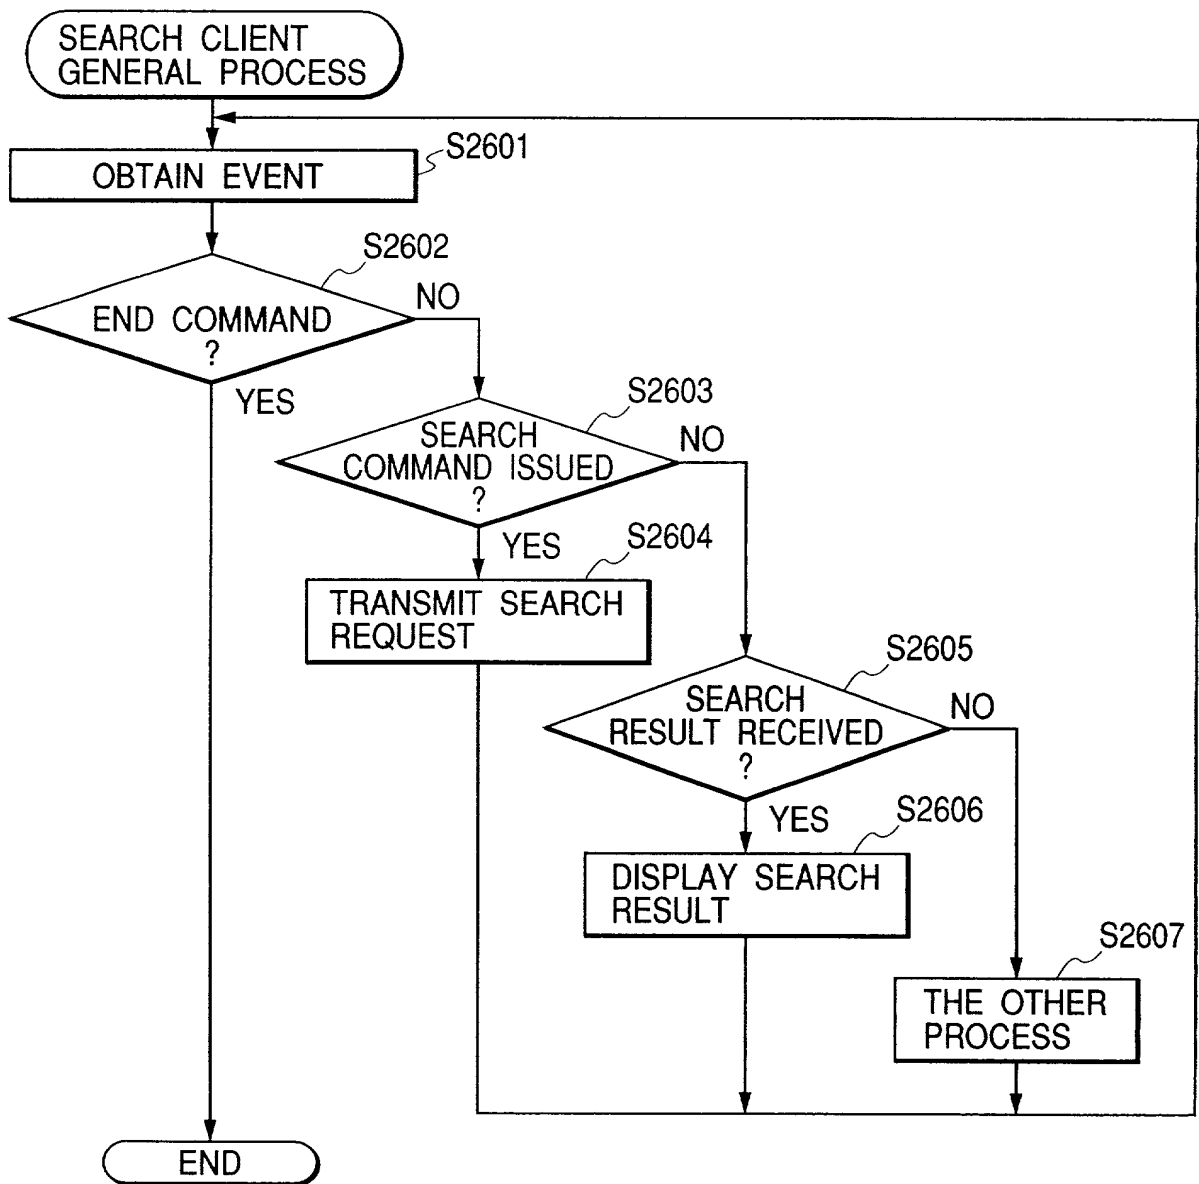 SEARCH CLIENT
GENERAL PROCESS
S2601
OBTAIN EVENT
S2602
END COMMAND
?
NO
YES
S2603
SEARCH
COMMAND ISSUED
?
NO
YES
S2604
TRANSMIT SEARCH
REQUEST
S2605
SEARCH
RESULT RECEIVED
?
NO
YES
S2606
DISPLAY SEARCH
RESULT
S2607
THE OTHER
PROCESS
END